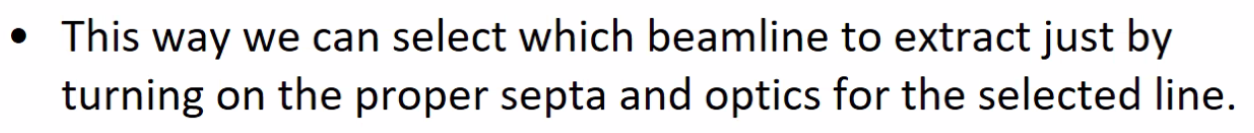 • This way we can select which beamline to extract just by
turning on the proper septa and optics for the selected line.